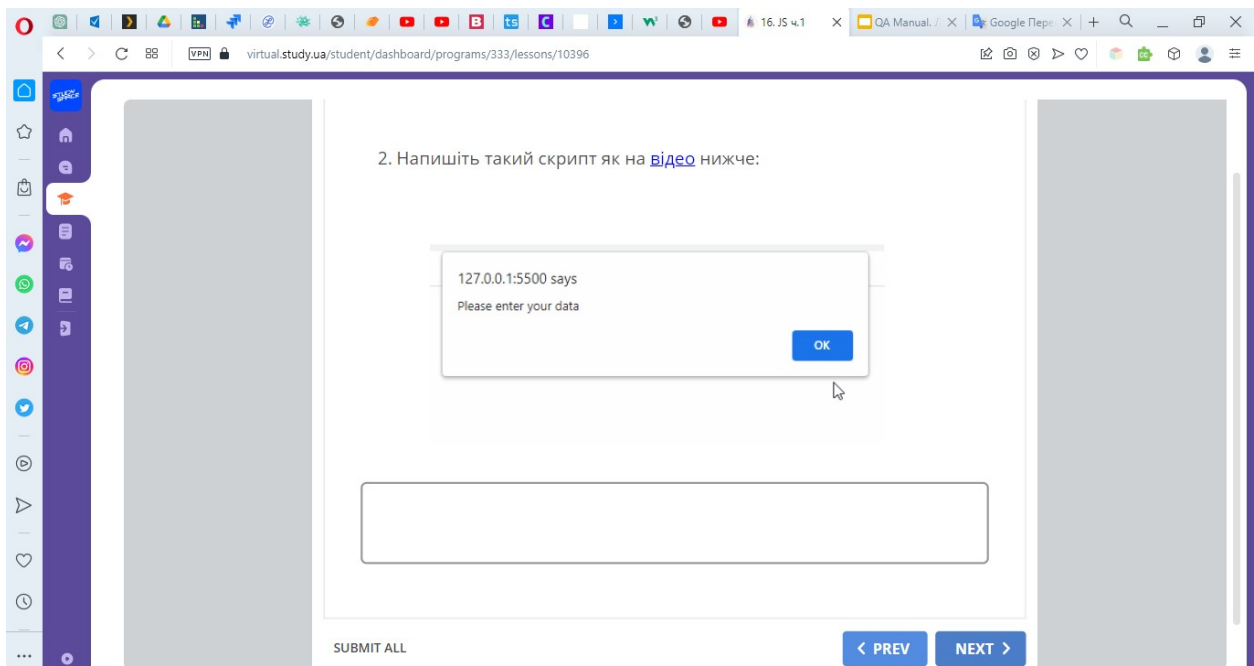 16. JS ч.1
QA Manual. /
Google Пере
VPN
virtual.study.ua/student/dashboard/programs/333/lessons/10396
STUDY
SPACE
2. Напишіть такий скрипт як на відео нижче:
127.0.0.1:5500 says
Please enter your data
OK
SUBMIT ALL
< PREV
NEXT >